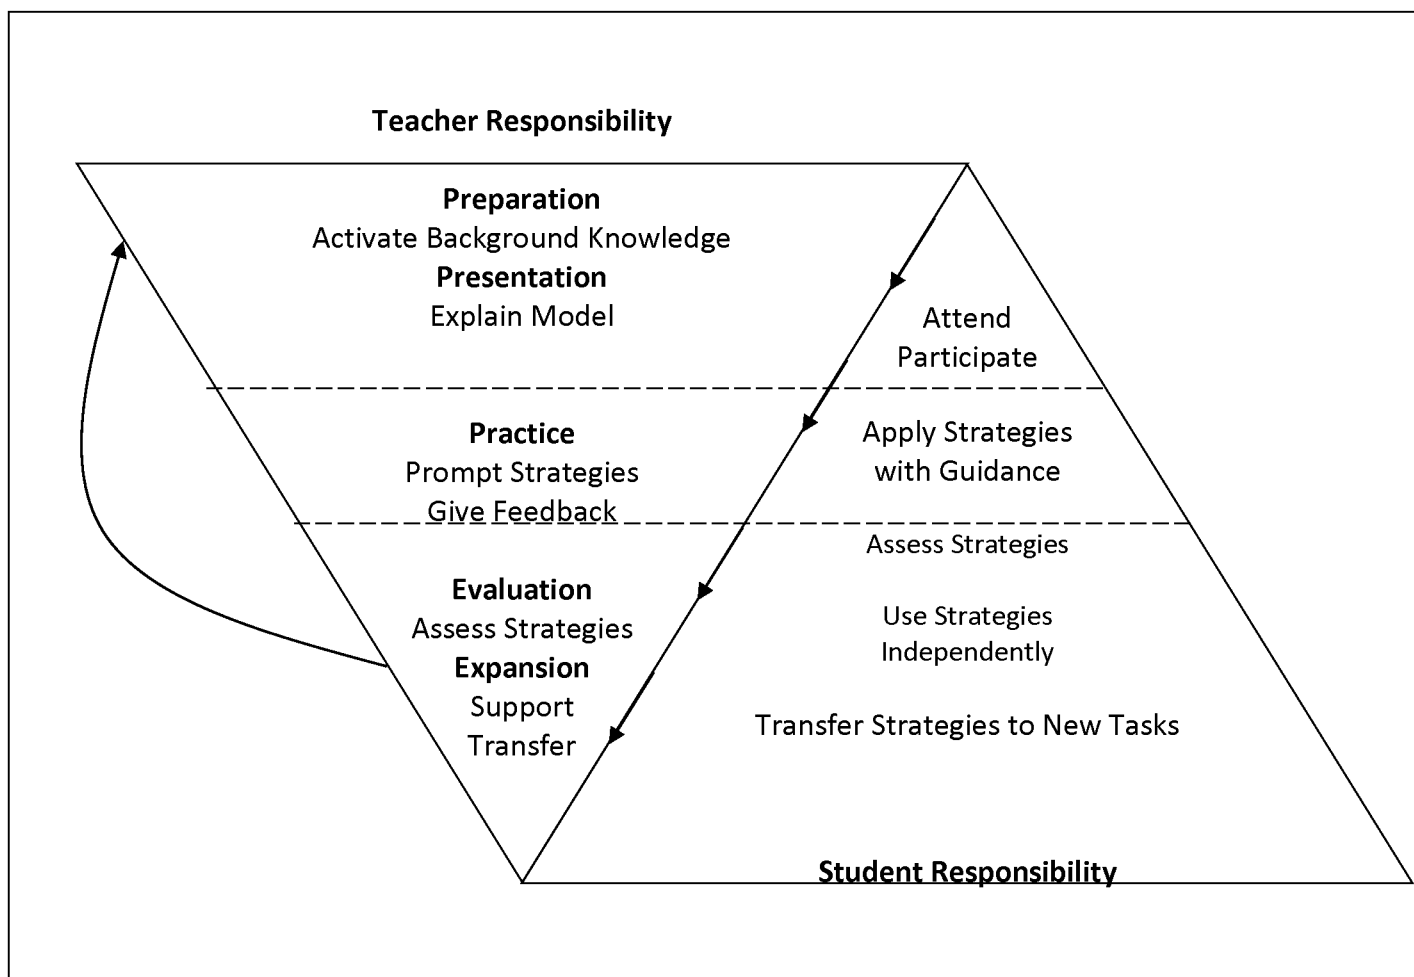 Teacher Responsibility
Preparation
Activate Background Knowledge
Presentation
Explain Model
Attend
Participate
Practice
Prompt Strategies
Give Feedback
Apply Strategies
with Guidance
Evaluation
Assess Strategies
Expansion
Support
Transfer
Assess Strategies
Use Strategies
Independently
Transfer Strategies to New Tasks
Student Responsibility